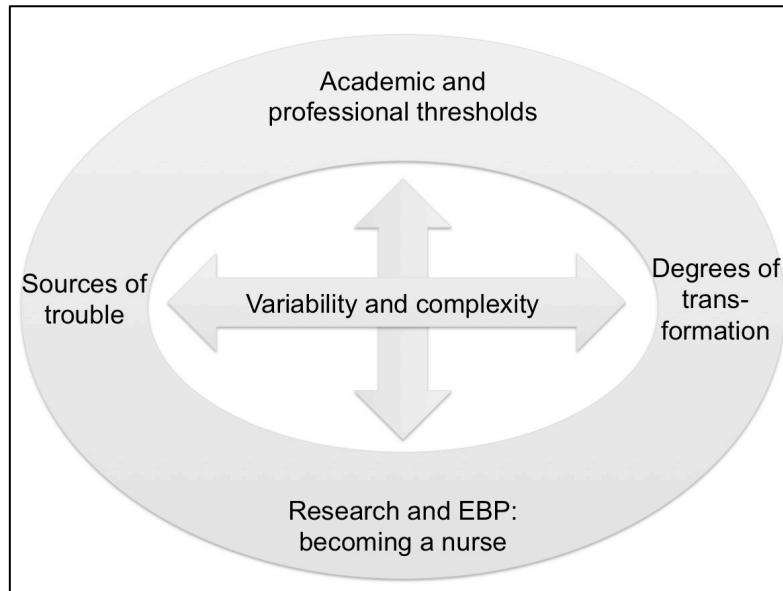 Academic and
professional thresholds
Sources of
trouble
Variability and complexity
Degrees of
trans-
formation
Research and EBP:
becoming a nurse